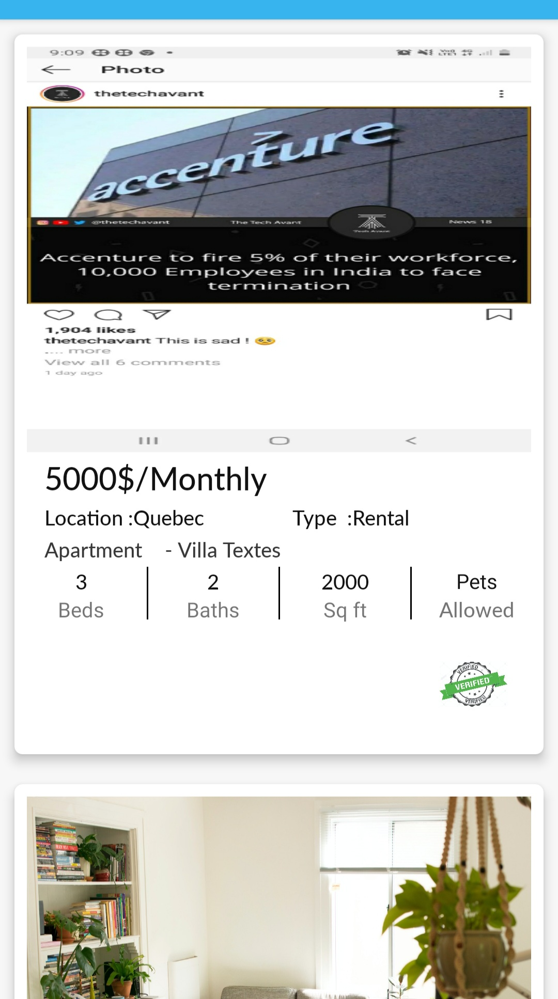 9:09
Photo
thetechavant
accenture
@thetechavant The Tech Avant News 18
Tech Avant
Accenture to fire 5% of their workforce,
10,000 Employees in India to face
termination
1,904 likes
thetechavant This is sad ! 🥺
.... more
View all 6 comments
1 day ago
5000$/Monthly
Location :Quebec Type :Rental
Apartment - Villa Textes
3 2 2000 Pets
Beds Baths Sq ft Allowed
VERIFIED
VERIFIED
VERIFIED